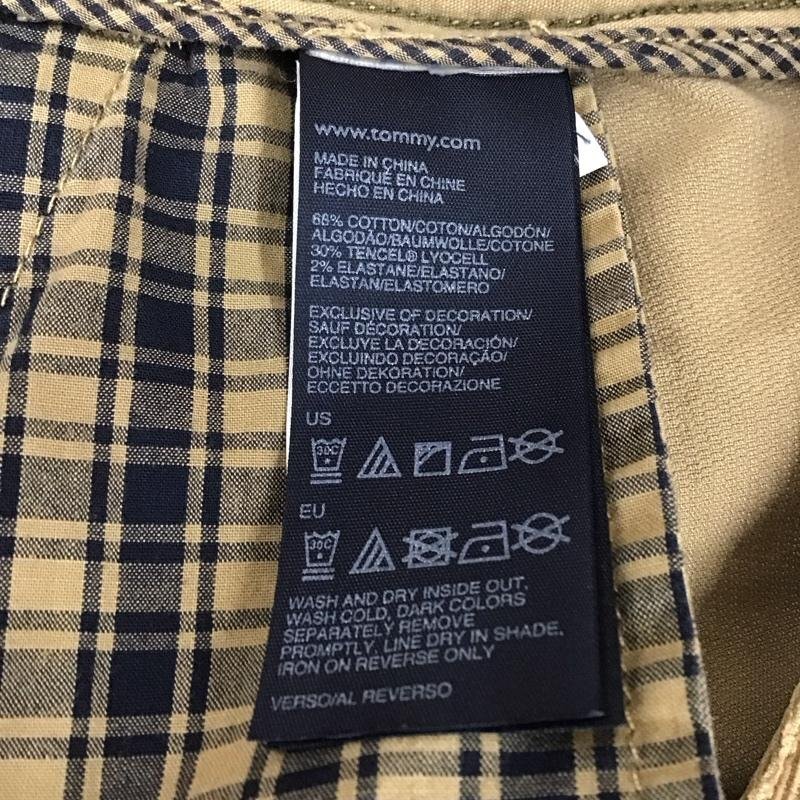 www.tommy.com
MADE IN CHINA
FABRIQUÉ EN CHINE
HECHO EN CHINA
68% COTTON/COTON/ALGODÓN/
ALGODÃO/BAUMWOLLE/COTONE
30% TENCEL® LYOCELL
2% ELASTANE/ELASTANO/
ELASTAN/ELASTOMERO
EXCLUSIVE OF DECORATION/
SAUF DÉCORATION/
EXCLUYE LA DECORACIÓN/
EXCLUINDO DECORAÇÃO/
OHNE DEKORATION/
ECCETTO DECORAZIONE
US
30C
EU
30C
WASH AND DRY INSIDE OUT,
WASH COLD, DARK COLORS
SEPARATELY REMOVE
PROMPTLY, LINE DRY IN SHADE.
IRON ON REVERSE ONLY
VERSO/AL REVERSO